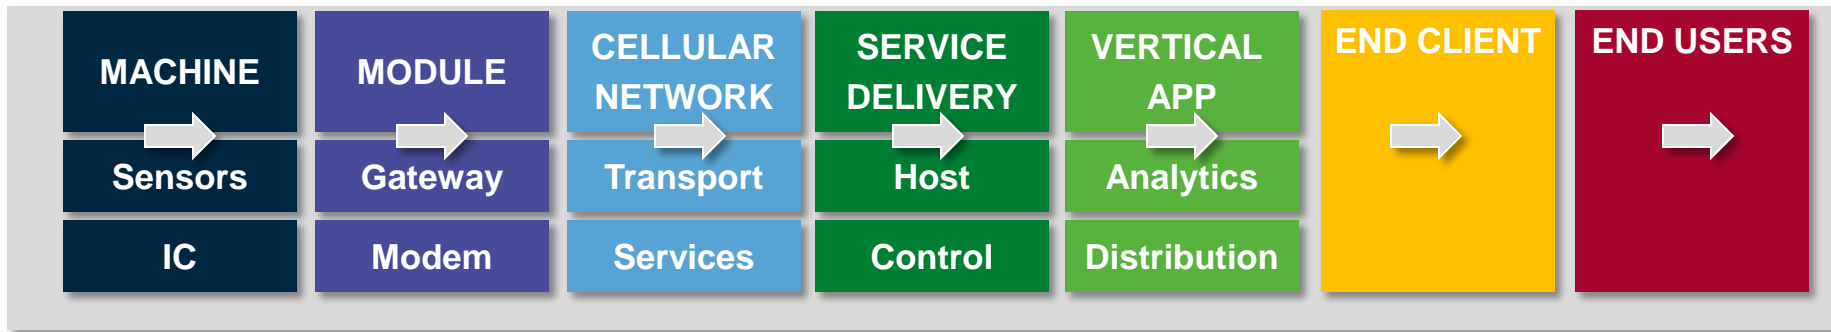 MACHINE
Sensors
IC
MODULE
Gateway
Modem
CELLULAR
NETWORK
Transport
Services
SERVICE
DELIVERY
Host
Control
VERTICAL
APP
Analytics
Distribution
END CLIENT
END USERS